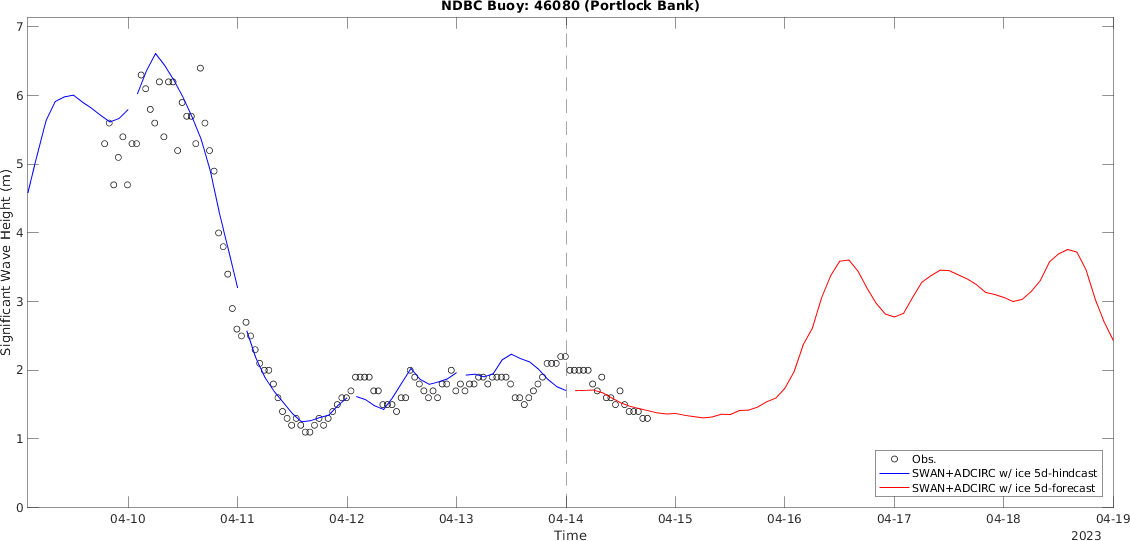 NDBC Buoy: 46080 (Portlock Bank)
Significant Wave Height (m)
7
6
5
4
3
2
1
0
Obs.
SWAN+ADCIRC w/ ice 5d-hindcast
SWAN+ADCIRC w/ ice 5d-forecast
04-10 04-11 04-12 04-13 04-14 04-15 04-16 04-17 04-18 04-19
Time
2023